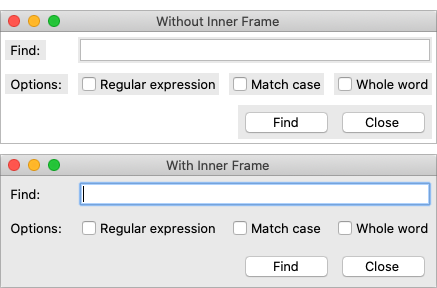 Without Inner Frame
Find:
Options: Regular expression Match case Whole word
Find Close
With Inner Frame
Find:
Options: Regular expression Match case Whole word
Find Close